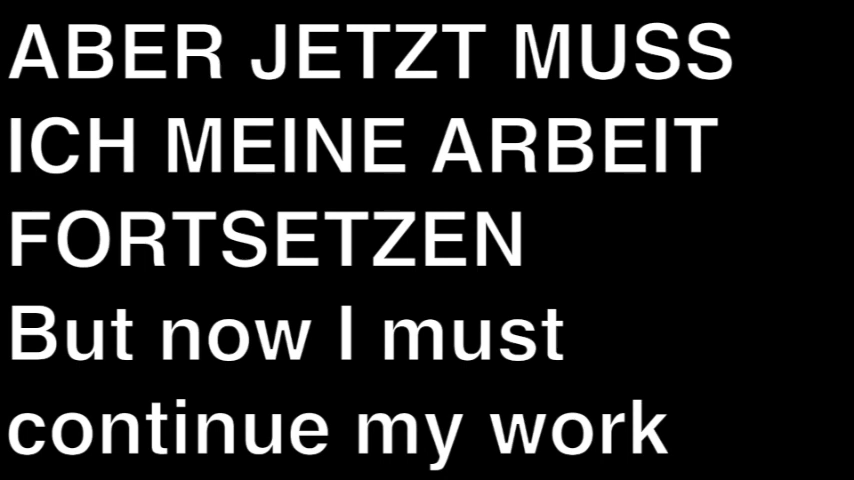 ABER JETZT MUSS
ICH MEINE ARBEIT
FORTSETZEN
But now I must
continue my work